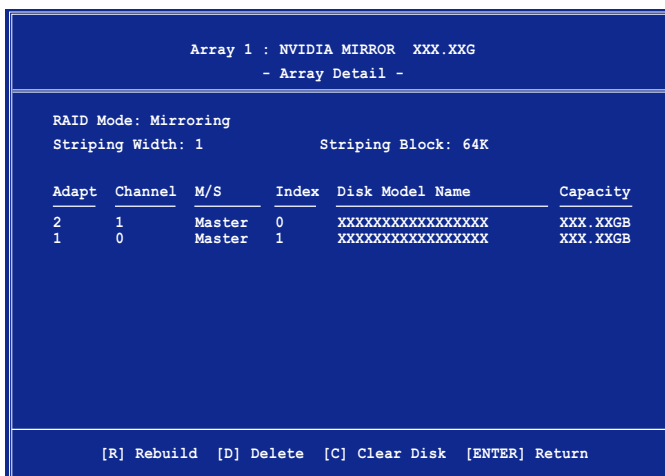 Array 1 : NVIDIA MIRROR XXX.XXG
- Array Detail -
RAID Mode: Mirroring
Striping Width: 1 Striping Block: 64K
Adapt Channel M/S Index Disk Model Name Capacity
2 1 Master 0 XXXXXXXXXXXXXXXXX XXX.XXGB
1 0 Master 1 XXXXXXXXXXXXXXXXX XXX.XXGB
[R] Rebuild [D] Delete [C] Clear Disk [ENTER] Return